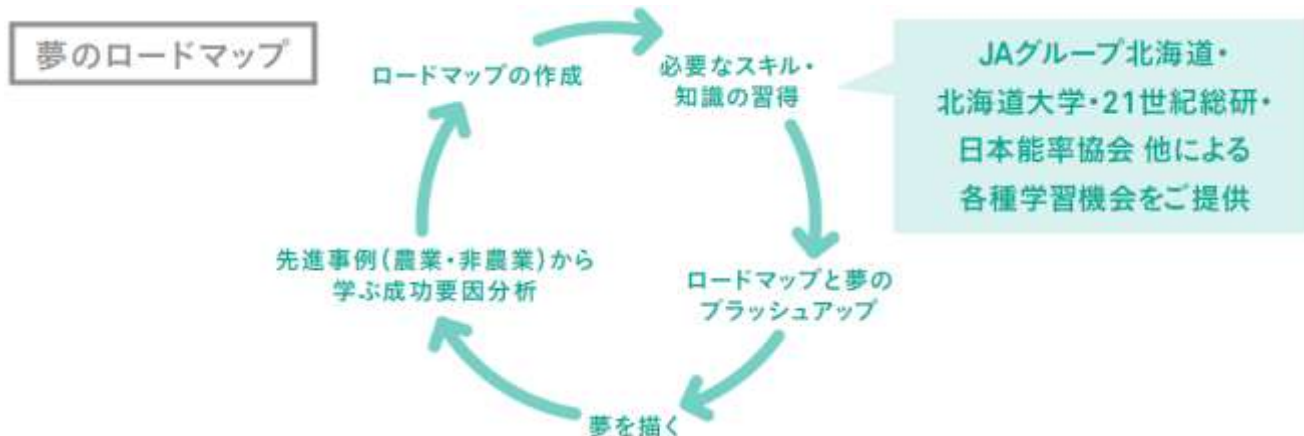 夢のロードマップ
ロードマップの作成
必要なスキル・
知識の習得
JAグループ北海道・
北海道大学・21世紀総研・
日本能率協会 他による
各種学習機会をご提供
先進事例(農業・非農業)から
学ぶ成功要因分析
ロードマップと夢の
ブラッシュアップ
夢を描く